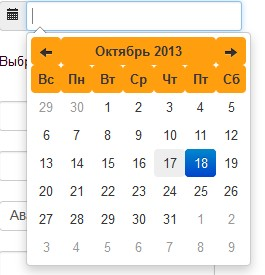 Октябрь 2013
Вс Пн Вт Ср Чт Пт Сб
29 30 1 2 3 4 5
6 7 8 9 10 11 12
13 14 15 16 17 18 19
20 21 22 23 24 25 26
27 28 29 30 31 1 2
3 4 5 6 7 8 9
Выбр
Ав